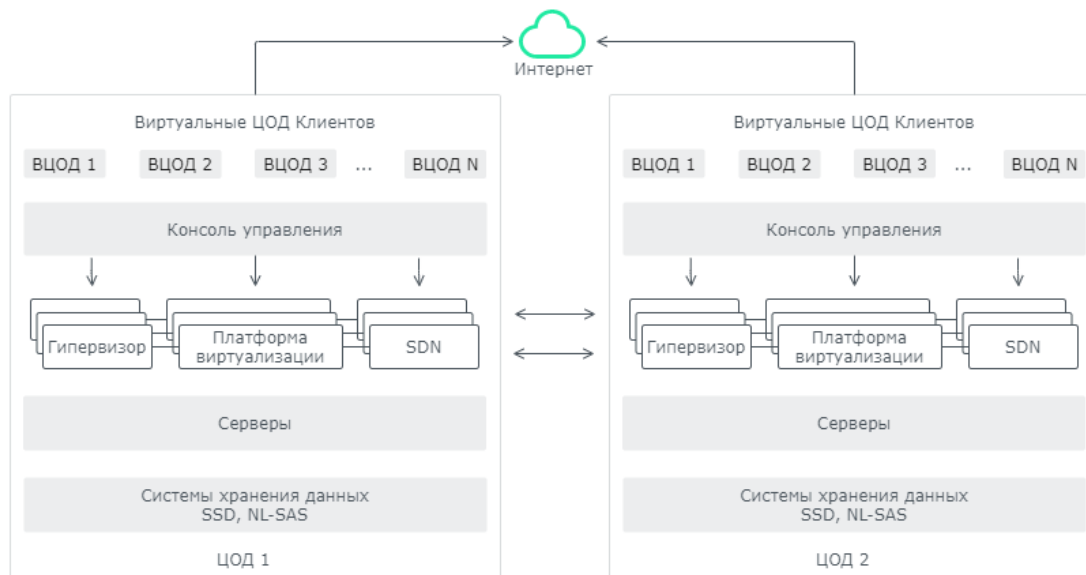 Интернет
Виртуальные ЦОД Клиентов
ВЦОД 1 ВЦОД 2 ВЦОД 3 ... ВЦОД N
Консоль управления
Гипервизор
Платформа
виртуализации
SDN
Серверы
Системы хранения данных
SSD, NL-SAS
ЦОД 1
Виртуальные ЦОД Клиентов
ВЦОД 1 ВЦОД 2 ВЦОД 3 ... ВЦОД N
Консоль управления
Гипервизор
Платформа
виртуализации
SDN
Серверы
Системы хранения данных
SSD, NL-SAS
ЦОД 2